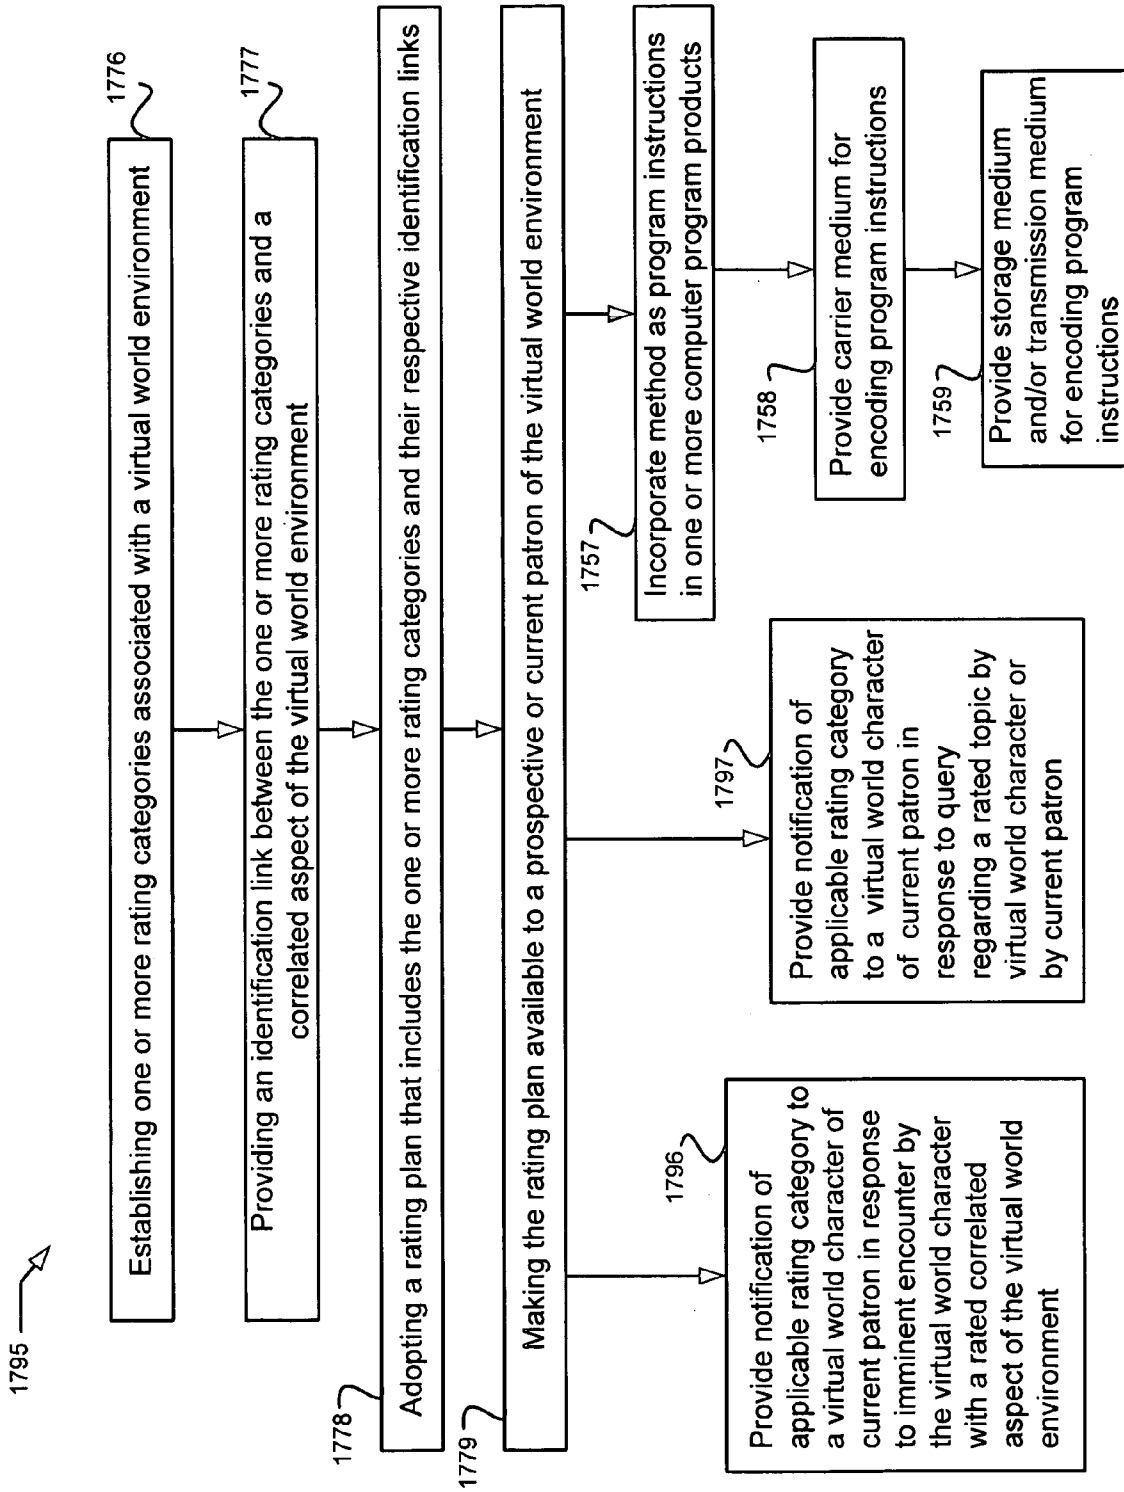 1795
1776
Establishing one or more rating categories associated with a virtual world environment
1777
Providing an identification link between the one or more rating categories and a
correlated aspect of the virtual world environment
1778
Adopting a rating plan that includes the one or more rating categories and their respective identification links
1779
Making the rating plan available to a prospective or current patron of the virtual world environment
1796
Provide notification of
applicable rating category to
a virtual world character of
current patron in response
to imminent encounter by
the virtual world character
with a rated correlated
aspect of the virtual world
environment
1797
Provide notification of
applicable rating category
to a virtual world character
of current patron in
response to query
regarding a rated topic by
virtual world character or
by current patron
1757
Incorporate method as program instructions
in one or more computer program products
1758
Provide carrier medium for
encoding program instructions
1759
Provide storage medium
and/or transmission medium
for encoding program
instructions